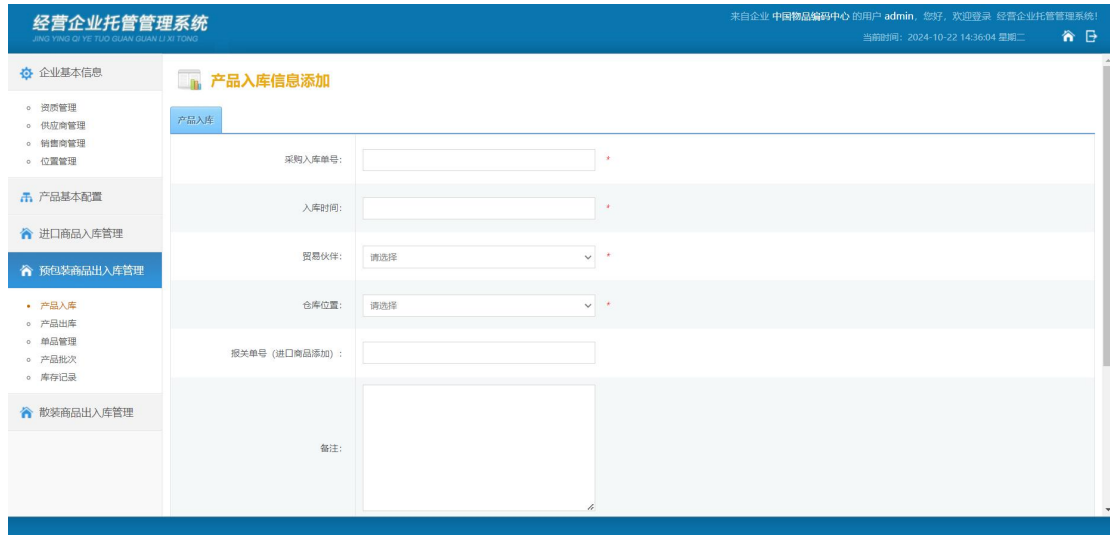 经营企业托管管理系统
JING YING QI YE TUO GUAN GUAN LI XI TONG
来自企业 中国物品编码中心 的用户 admin, 您好, 欢迎登录 经营企业托管管理系统!
当前时间: 2024-10-22 14:36:04 星期二
企业基本信息
资质管理
供应商管理
销售商管理
位置管理
产品基本配置
进口商品入库管理
预包装商品出入库管理
产品入库
产品出库
单品管理
产品批次
库存记录
散装商品出入库管理
产品入库信息添加
产品入库
采购入库单号: *
入库时间: *
贸易伙伴: 请选择 *
仓库位置: 请选择 *
报关单号 (进口商品添加) :
备注: